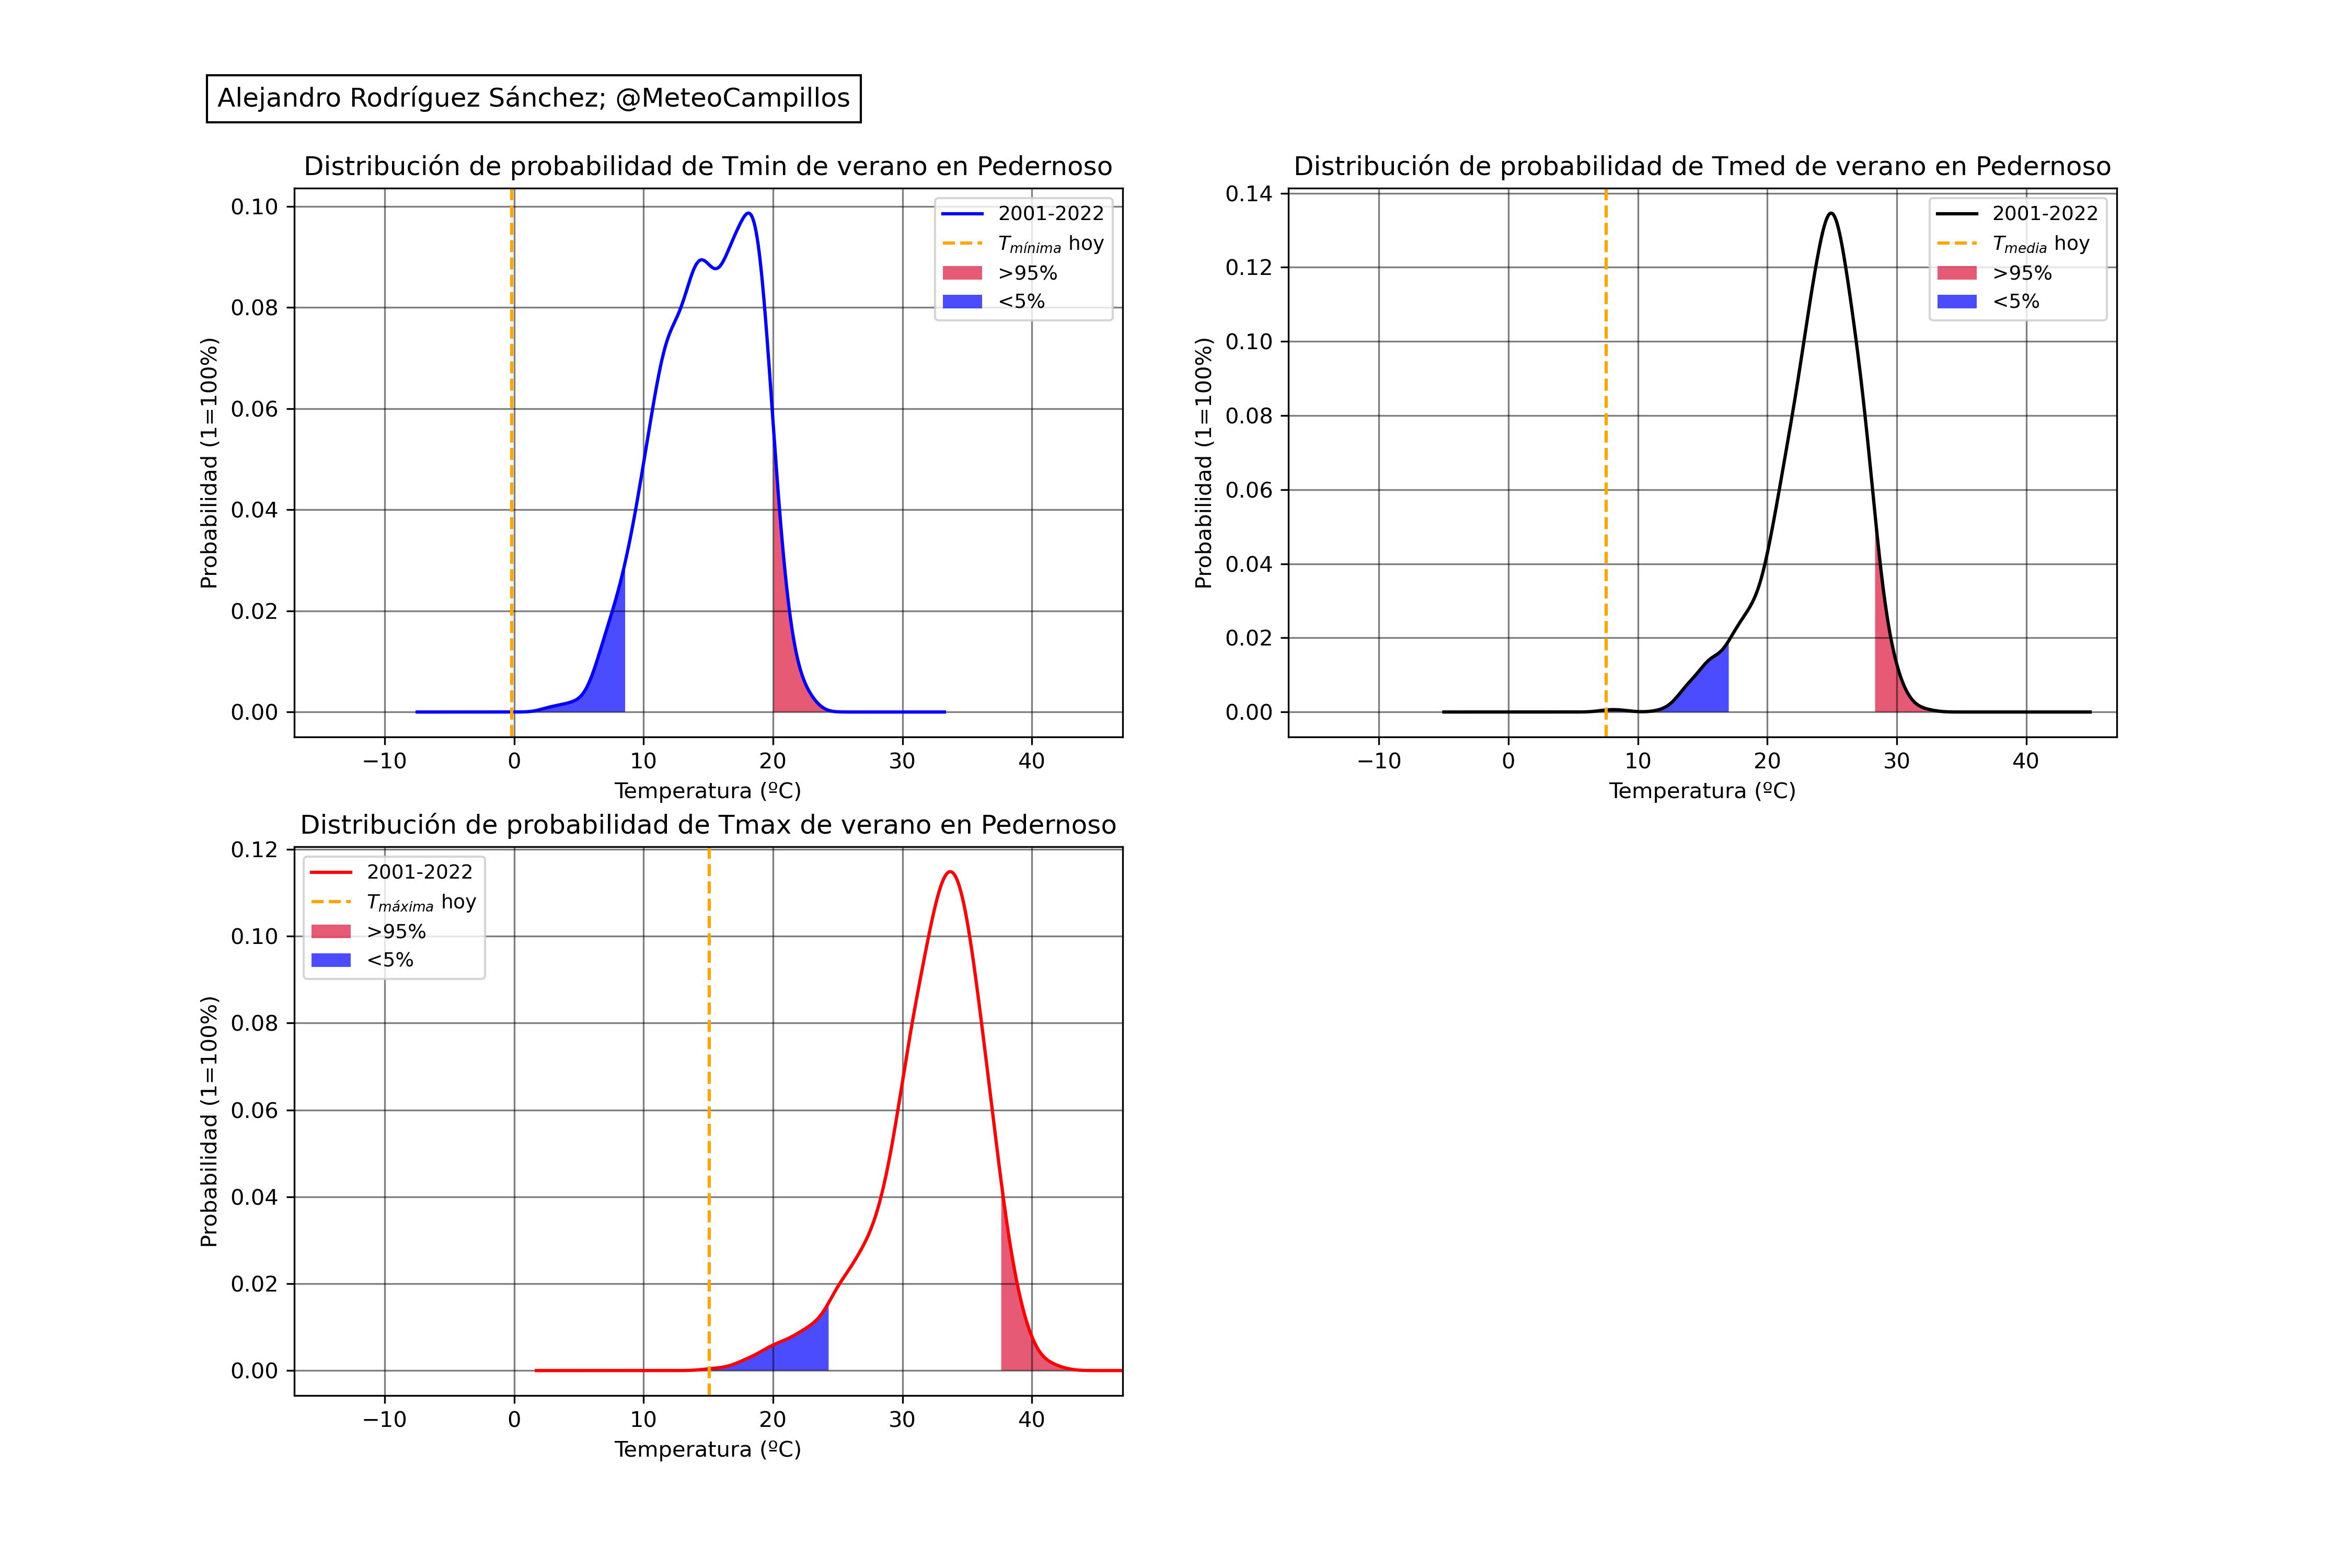 Alejandro Rodríguez Sánchez; @MeteoCampillos
Distribución de probabilidad de Tmin de verano en Pedernoso
0.10
0.08
0.06
0.04
0.02
0.00
Probabilidad (1=100%)
2001-2022
Tmínima hoy
>95%
<5%
−10 0 10 20 30 40
Temperatura (ºC)
Distribución de probabilidad de Tmed de verano en Pedernoso
0.14
0.12
0.10
0.08
0.06
0.04
0.02
0.00
Probabilidad (1=100%)
2001-2022
Tmedia hoy
>95%
<5%
−10 0 10 20 30 40
Temperatura (ºC)
Distribución de probabilidad de Tmax de verano en Pedernoso
0.12
0.10
0.08
0.06
0.04
0.02
0.00
Probabilidad (1=100%)
2001-2022
Tmáxima hoy
>95%
<5%
−10 0 10 20 30 40
Temperatura (ºC)